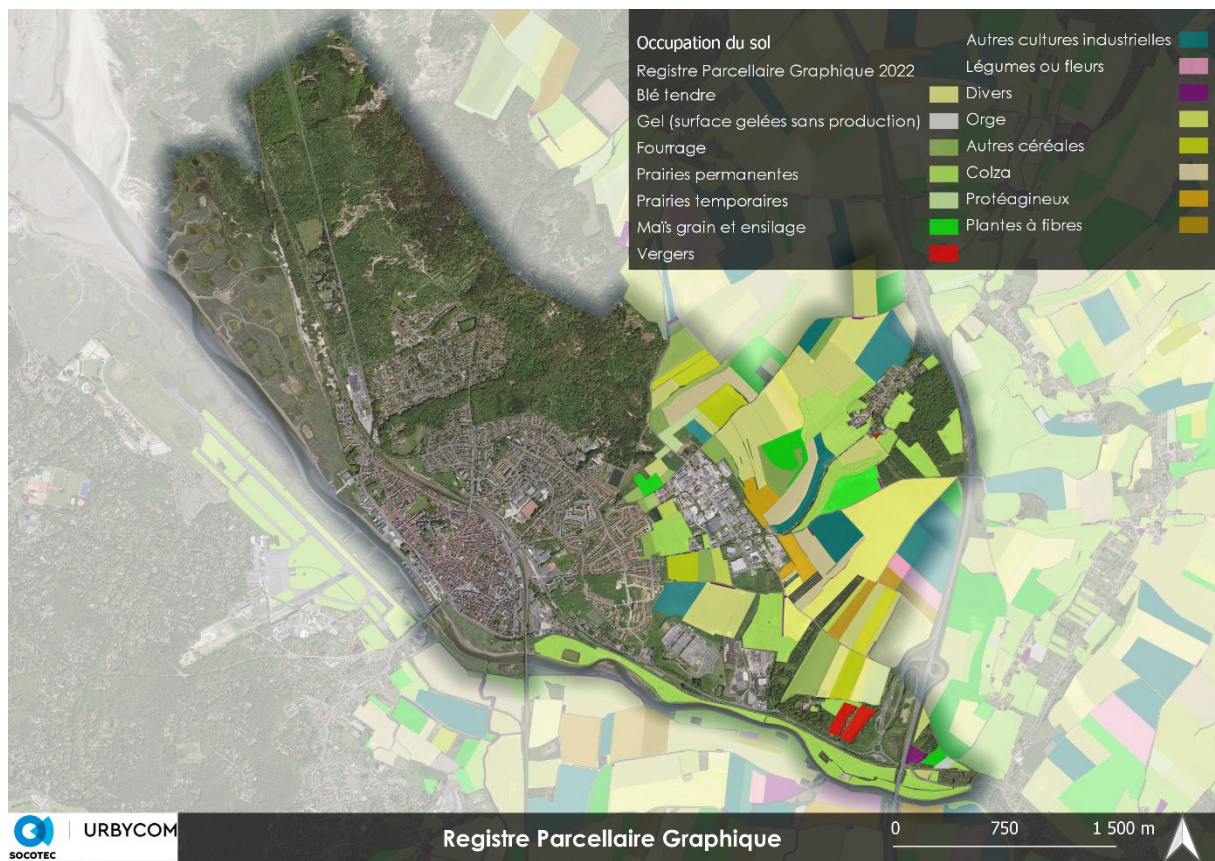 Occupation du sol
Registre Parcellaire Graphique 2022
Blé tendre
Gel (surface gelées sans production)
Fourrage
Prairies permanentes
Prairies temporaires
Maïs grain et ensilage
Vergers
Autres cultures industrielles
Légumes ou fleurs
Divers
Orge
Autres céréales
Colza
Protéagineux
Plantes à fibres
SOCOTEC
URBYCOM
Registre Parcellaire Graphique
0 750 1 500 m